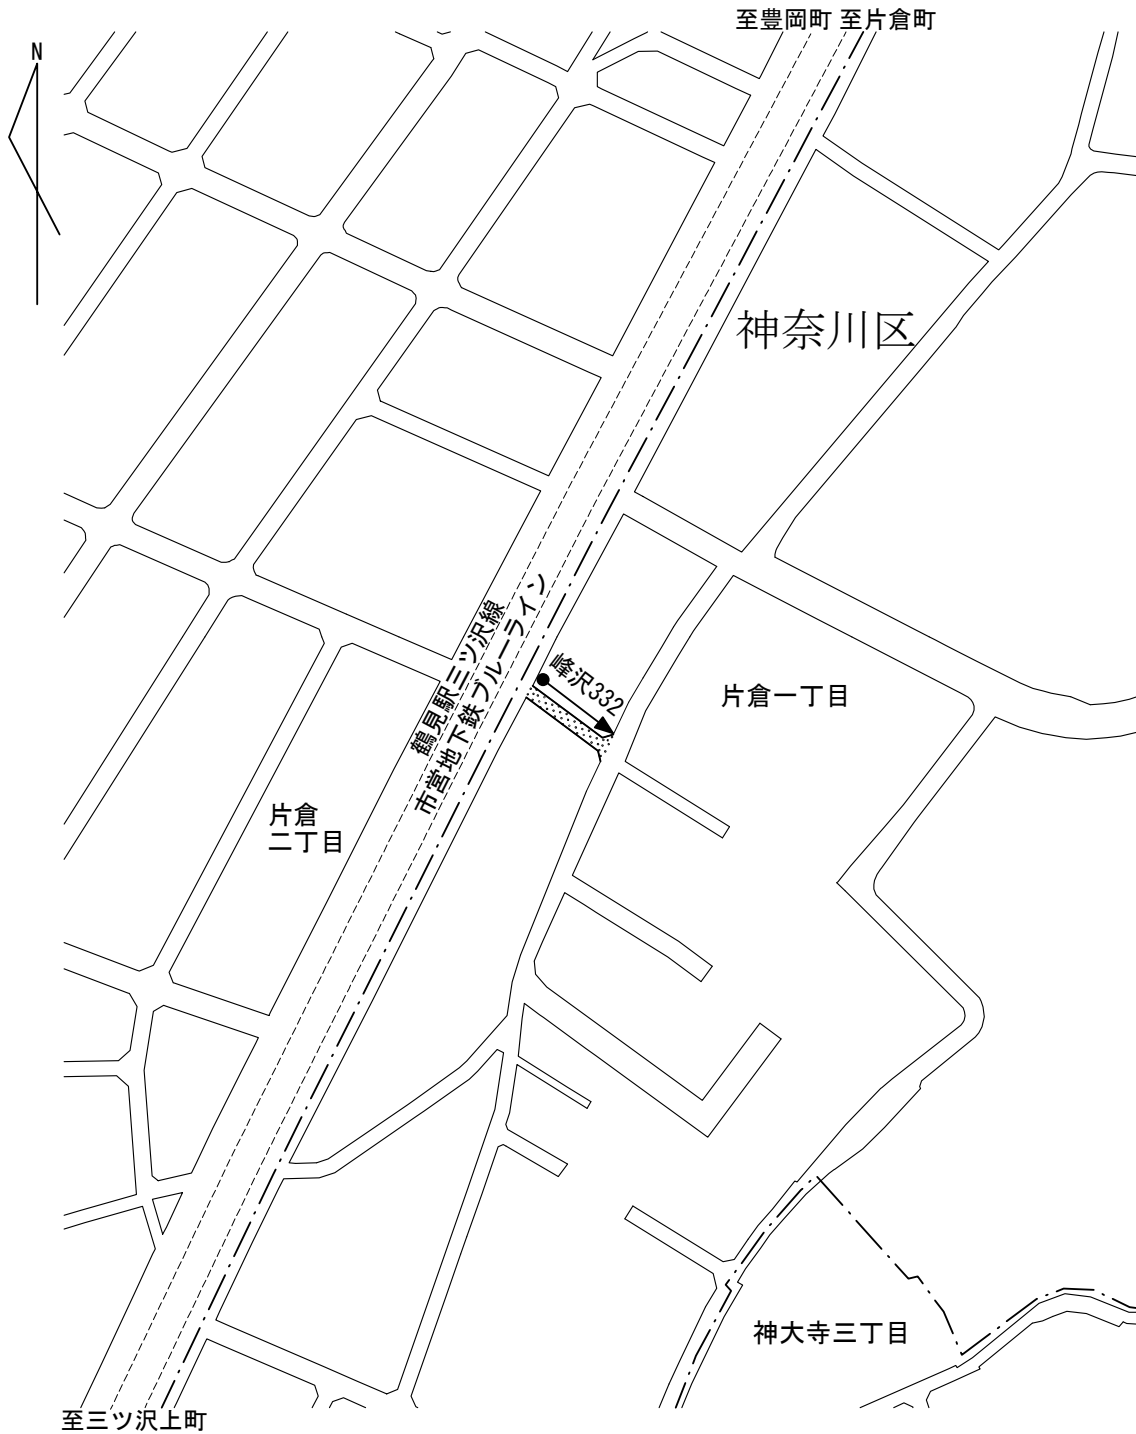 至豊岡町 至片倉町
N
神奈川区
鶴見駅三ツ沢線
市営地下鉄ブルーライン
沢332
片倉一丁目
片倉
二丁目
神大寺三丁目
至三ツ沢上町